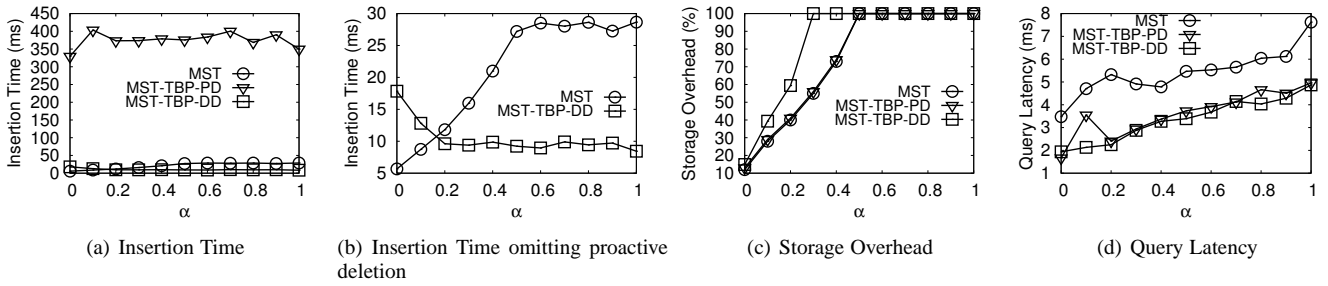 Insertion Time (ms)
450
400
350
300
250
200
150
100
50
0
MST
MST-TBP-PD
MST-TBP-DD
0 0.2 0.4 0.6 0.8 1
α
(a) Insertion Time
Insertion Time (ms)
30
25
20
15
10
5
MST
MST-TBP-DD
0 0.2 0.4 0.6 0.8 1
α
(b) Insertion Time omitting proactive
deletion
Storage Overhead (%)
100
90
80
70
60
50
40
30
20
10
MST
MST-TBP-PD
MST-TBP-DD
0 0.2 0.4 0.6 0.8 1
α
(c) Storage Overhead
Query Latency (ms)
8
7
6
5
4
3
2
1
MST
MST-TBP-PD
MST-TBP-DD
0 0.2 0.4 0.6 0.8 1
α
(d) Query Latency